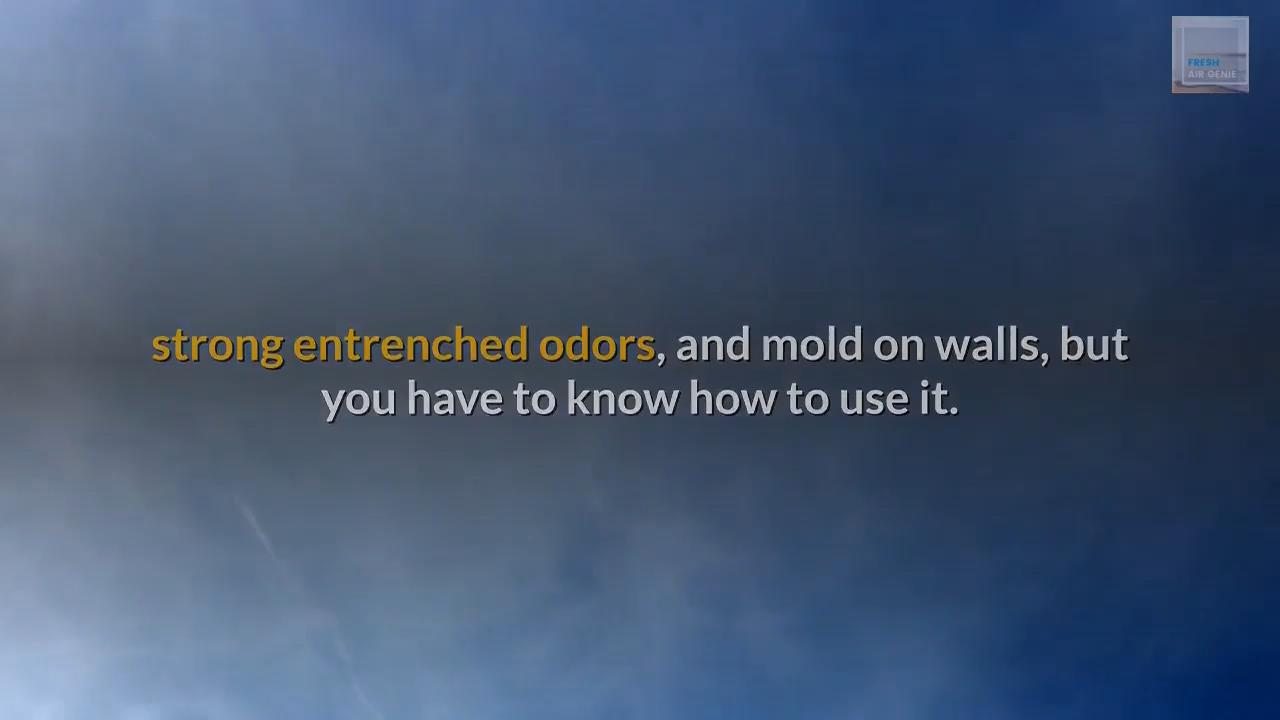 FRESH
AIR GENIE
strong entrenched odors, and mold on walls, but
you have to know how to use it.